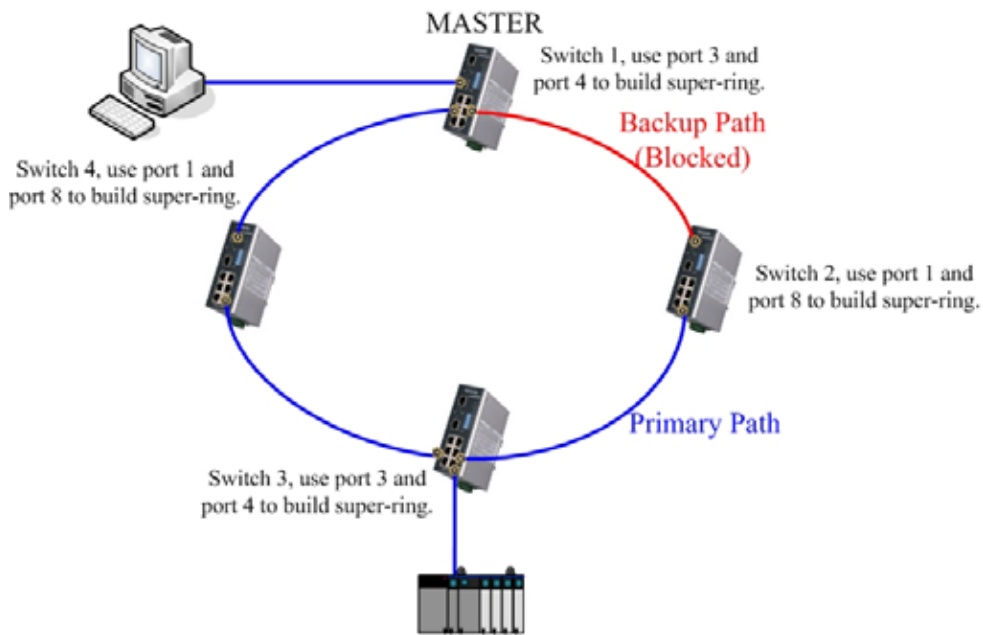 MASTER
Switch 1, use port 3 and
port 4 to build super-ring.
Backup Path
(Blocked)
Switch 4, use port 1 and
port 8 to build super-ring.
Switch 2, use port 1 and
port 8 to build super-ring.
Primary Path
Switch 3, use port 3 and
port 4 to build super-ring.